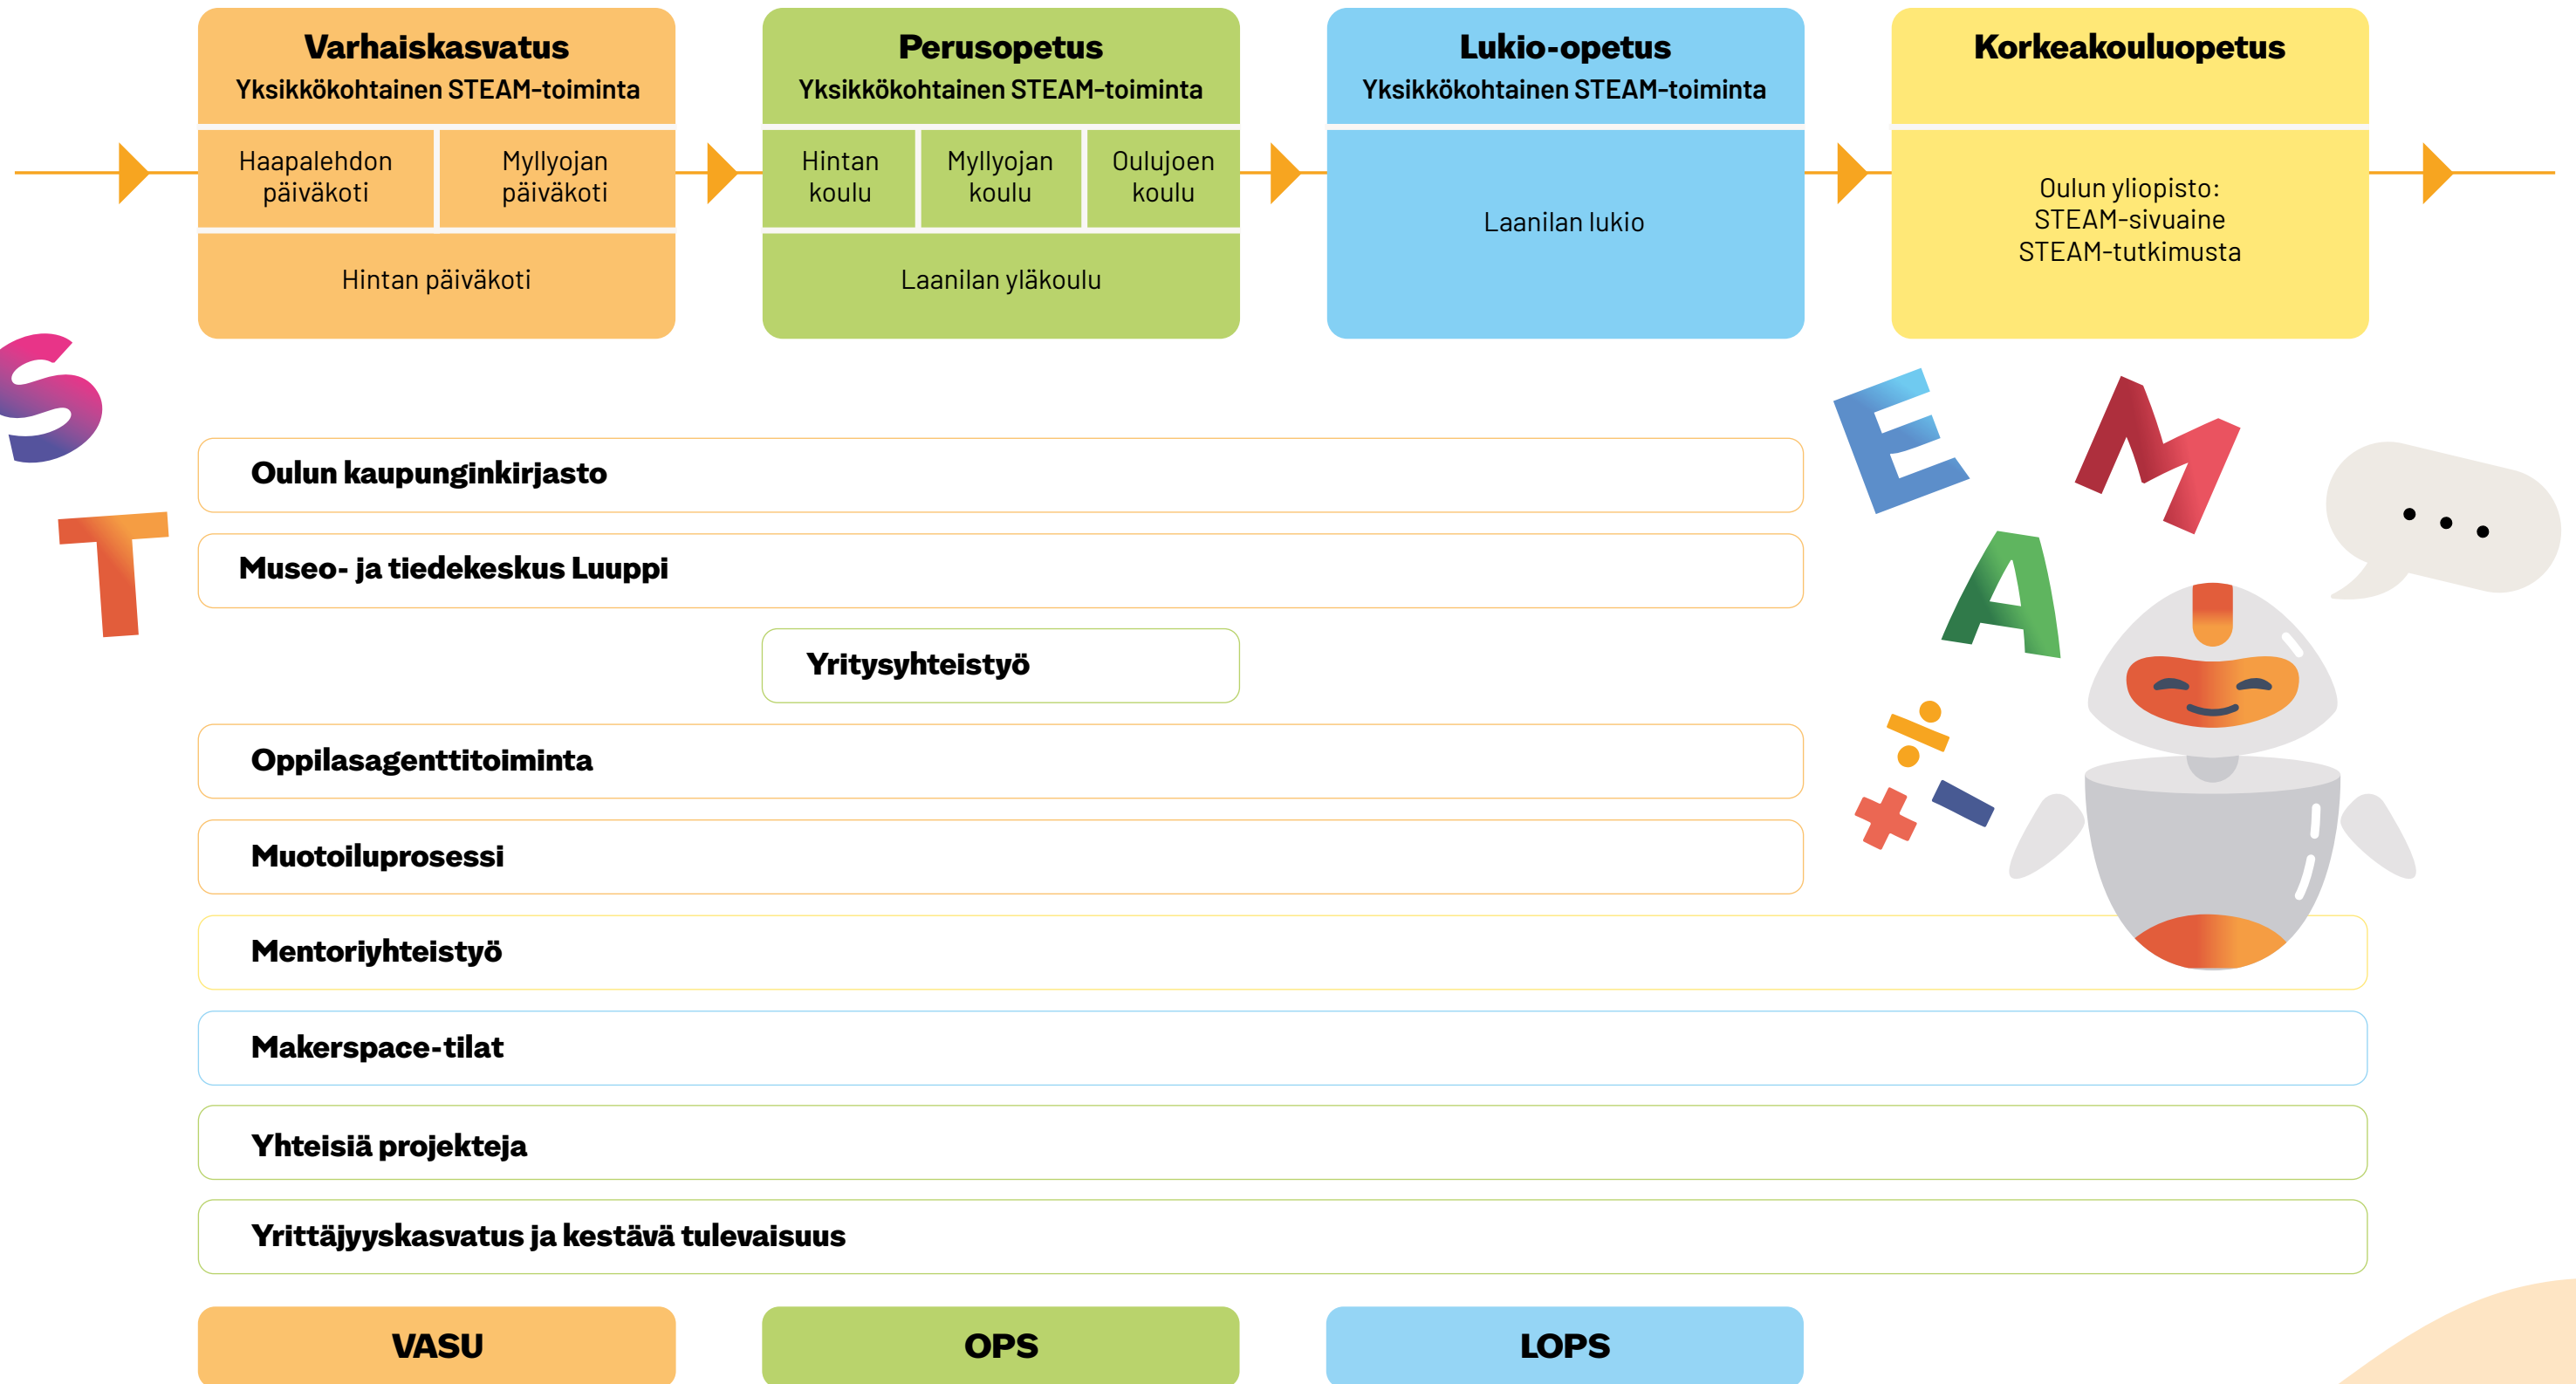 Varhaiskasvatus
Yksikkökohtainen STEAM-toiminta
Haapalehdon
päiväkoti
Myllyojan
päiväkoti
Hintan päiväkoti
Perusopetus
Yksikkökohtainen STEAM-toiminta
Hintan
koulu
Myllyojan
koulu
Oulujoen
koulu
Laanilan yläkoulu
Lukio-opetus
Yksikkökohtainen STEAM-toiminta
Laanilan lukio
Korkeakouluopetus
Oulun yliopisto:
STEAM-sivuaine
STEAM-tutkimusta
S
T
E
A
M
Oulun kaupunginkirjasto
Museo- ja tiedekeskus Luuppi
Yritysyhteistyö
Oppilasagenttitoiminta
Muotoiluprosessi
Mentoriyhteistyö
Makerspace-tilat
Yhteisiä projekteja
Yrittäjyyskasvatus ja kestävä tulevaisuus
VASU
OPS
LOPS